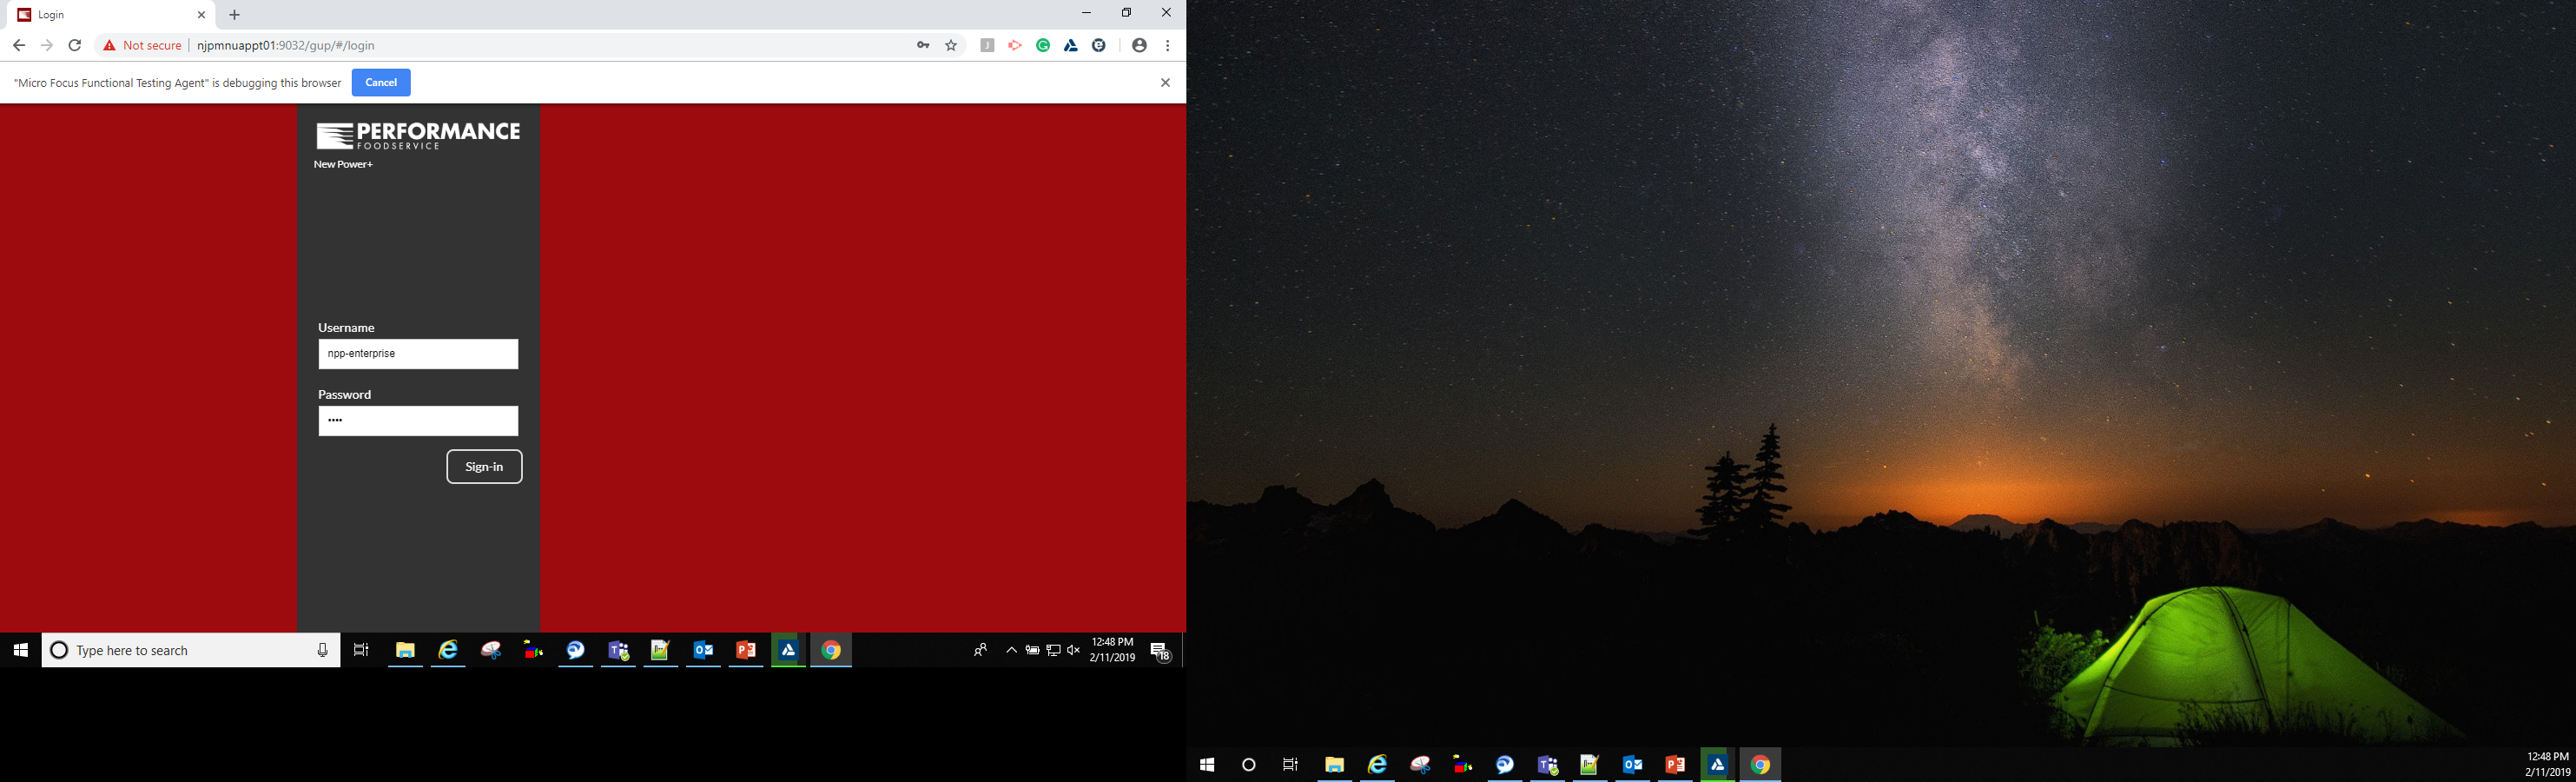 Login
Not secure | njpmnuappt01:9032/gup/#/login
"Micro Focus Functional Testing Agent" is debugging this browser
Cancel
PERFORMANCE
FOODSERVICE
New Power+
Username
npp-enterprise
Password
••••
Sign-in
Type here to search
12:48 PM
2/11/2019
18
12:48 PM
2/11/2019